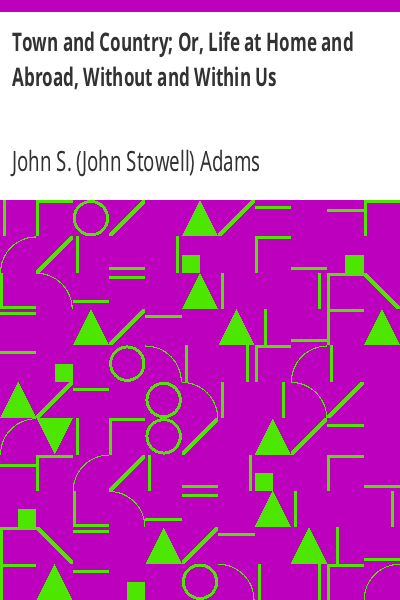 Town and Country; Or, Life at Home and
Abroad, Without and Within Us
John S. (John Stowell) Adams